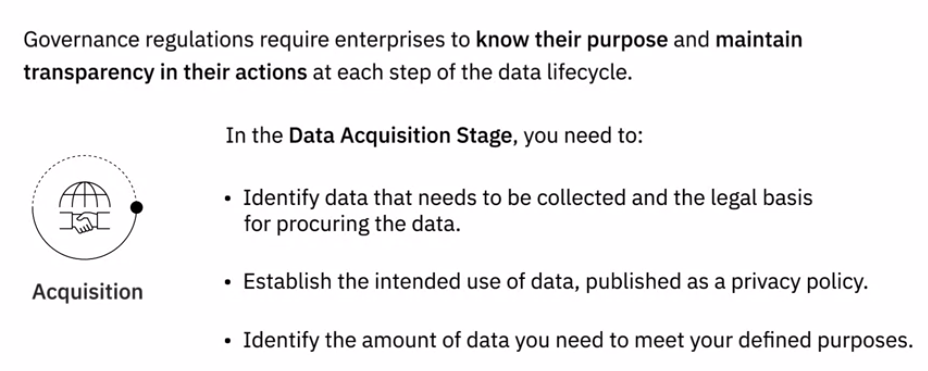 Governance regulations require enterprises to know their purpose and maintain
transparency in their actions at each step of the data lifecycle.
In the Data Acquisition Stage, you need to:
• Identify data that needs to be collected and the legal basis
for procuring the data.
• Establish the intended use of data, published as a privacy policy.
Acquisition
• Identify the amount of data you need to meet your defined purposes.